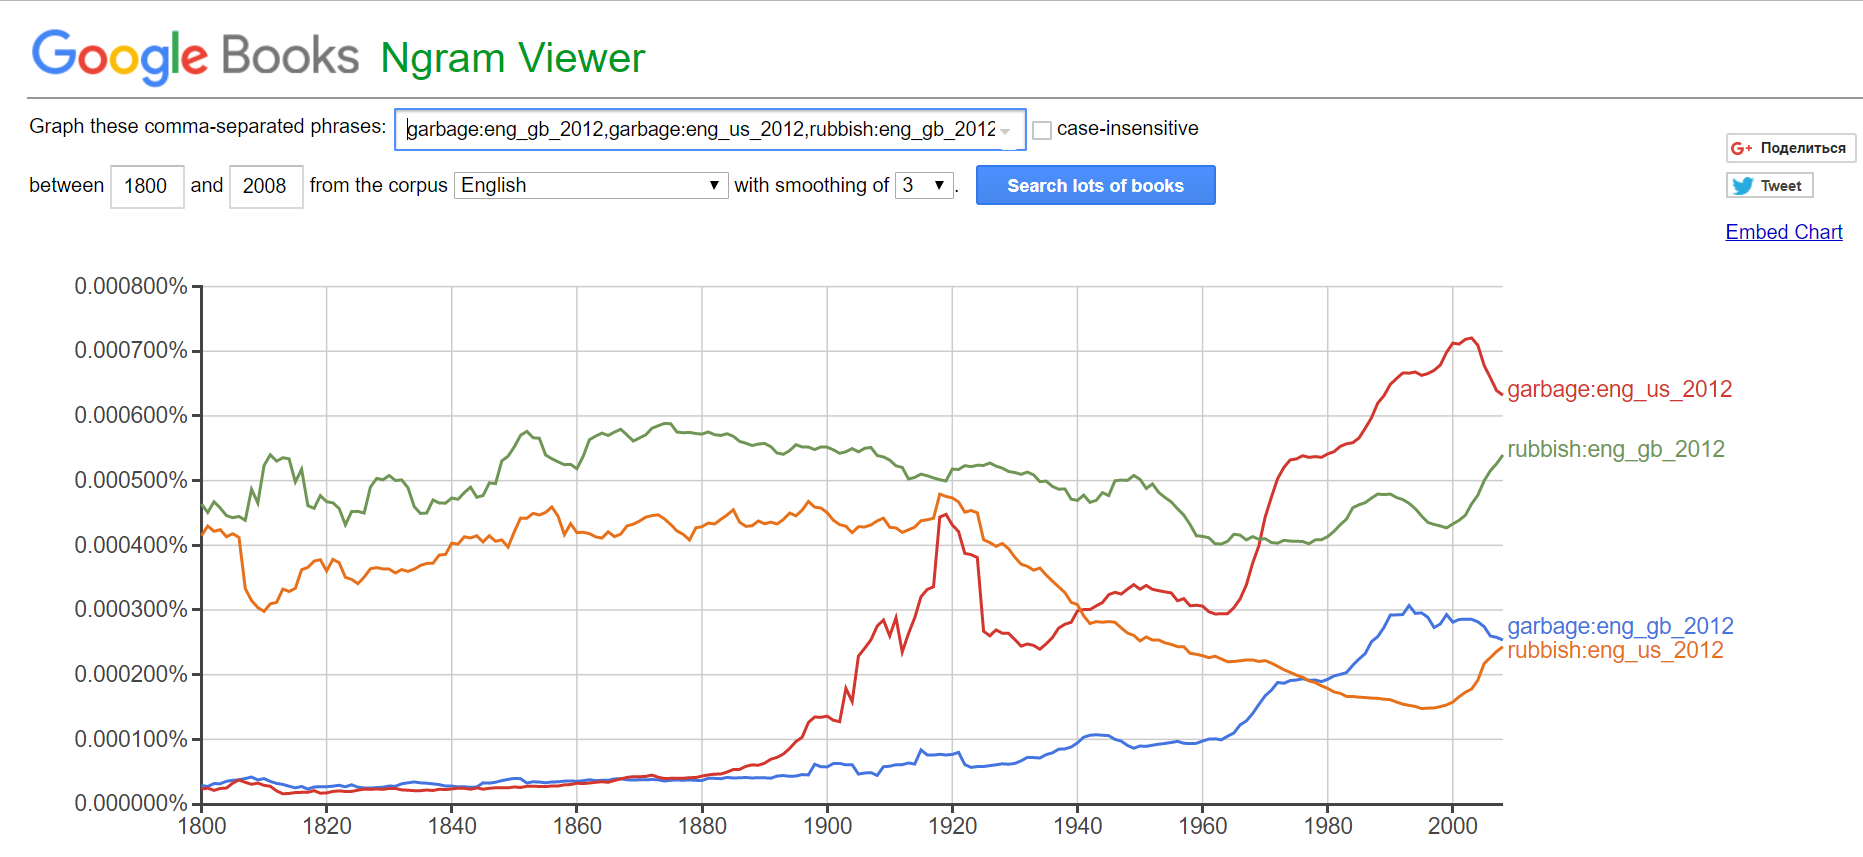 Google Books Ngram Viewer
Graph these comma-separated phrases: garbage:eng_gb_2012,garbage:eng_us_2012,rubbish:eng_gb_2012 case-insensitive
between 1800 and 2008 from the corpus English with smoothing of 3 . Search lots of books
G+ Поделиться
Tweet
Embed Chart
0.000800%
0.000700%
0.000600%
0.000500%
0.000400%
0.000300%
0.000200%
0.000100%
0.000000%
garbage:eng_us_2012
rubbish:eng_gb_2012
garbage:eng_gb_2012
rubbish:eng_us_2012
1800 1820 1840 1860 1880 1900 1920 1940 1960 1980 2000